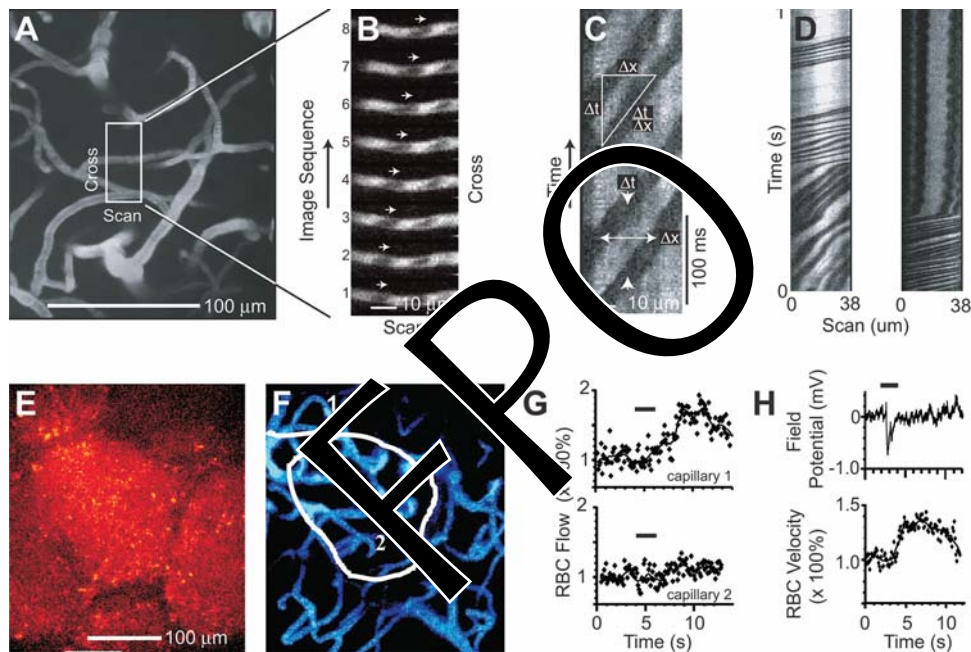 A
Cross
Scan
100 µm
B
Image Sequence
8
7
6
5
4
3
2
1
10 µm
Cross
C
Δx
Δt
Δt
Δx
Δt
Δx
Time
100 ms
10 µm
D
Time (s)
1
0
0
38
0
38
Scan (um)
FPO
E
100 µm
F
1
2
G
RBC Flow
2
1
capillary 1
2
1
capillary 2
0
5
10
Time (s)
H
Field
Potential (mV)
0
-1.0
RBC Velocity
(x 100%)
1.5
1.0
0
5
10
Time (s)